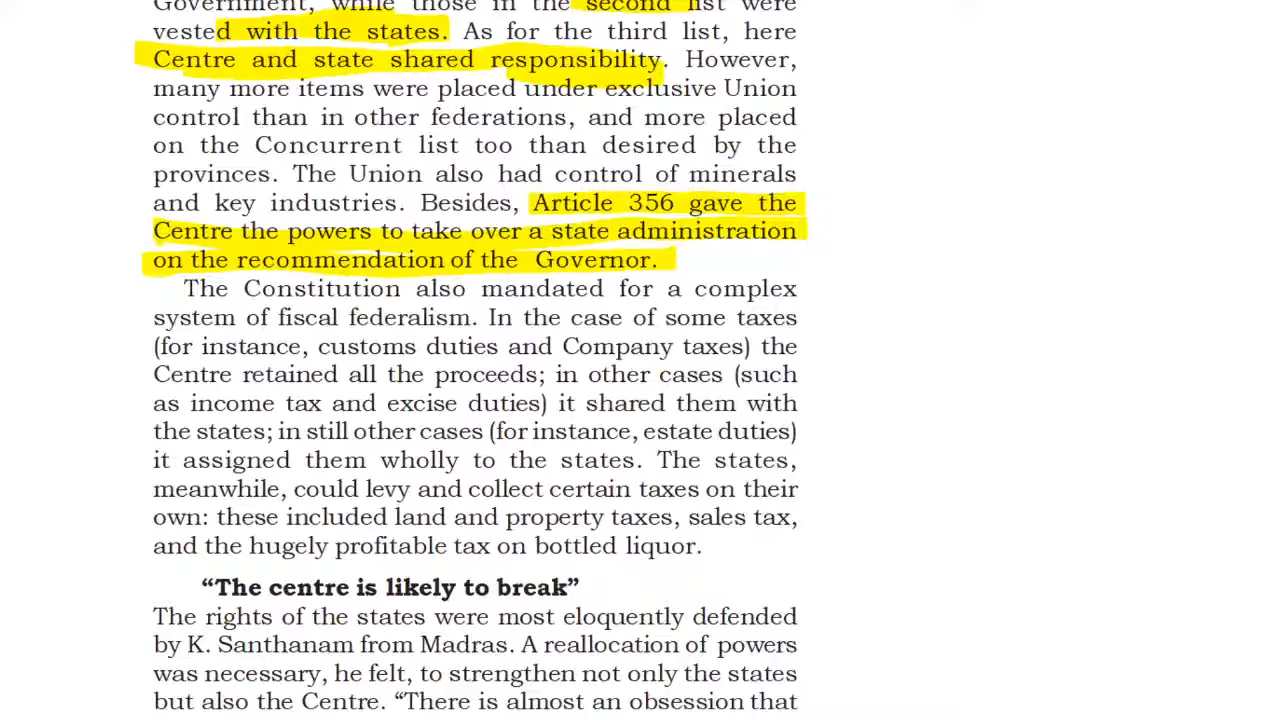 Government, while those in the second list were
vested with the states. As for the third list, here
Centre and state shared responsibility. However,
many more items were placed under exclusive Union
control than in other federations, and more placed
on the Concurrent list too than desired by the
provinces. The Union also had control of minerals
and key industries. Besides, Article 356 gave the
Centre the powers to take over a state administration
on the recommendation of the Governor.
The Constitution also mandated for a complex
system of fiscal federalism. In the case of some taxes
(for instance, customs duties and Company taxes) the
Centre retained all the proceeds; in other cases (such
as income tax and excise duties) it shared them with
the states; in still other cases (for instance, estate duties)
it assigned them wholly to the states. The states,
meanwhile, could levy and collect certain taxes on their
own: these included land and property taxes, sales tax,
and the hugely profitable tax on bottled liquor.
“The centre is likely to break”
The rights of the states were most eloquently defended
by K. Santhanam from Madras. A reallocation of powers
was necessary, he felt, to strengthen not only the states
but also the Centre. “There is almost an obsession that